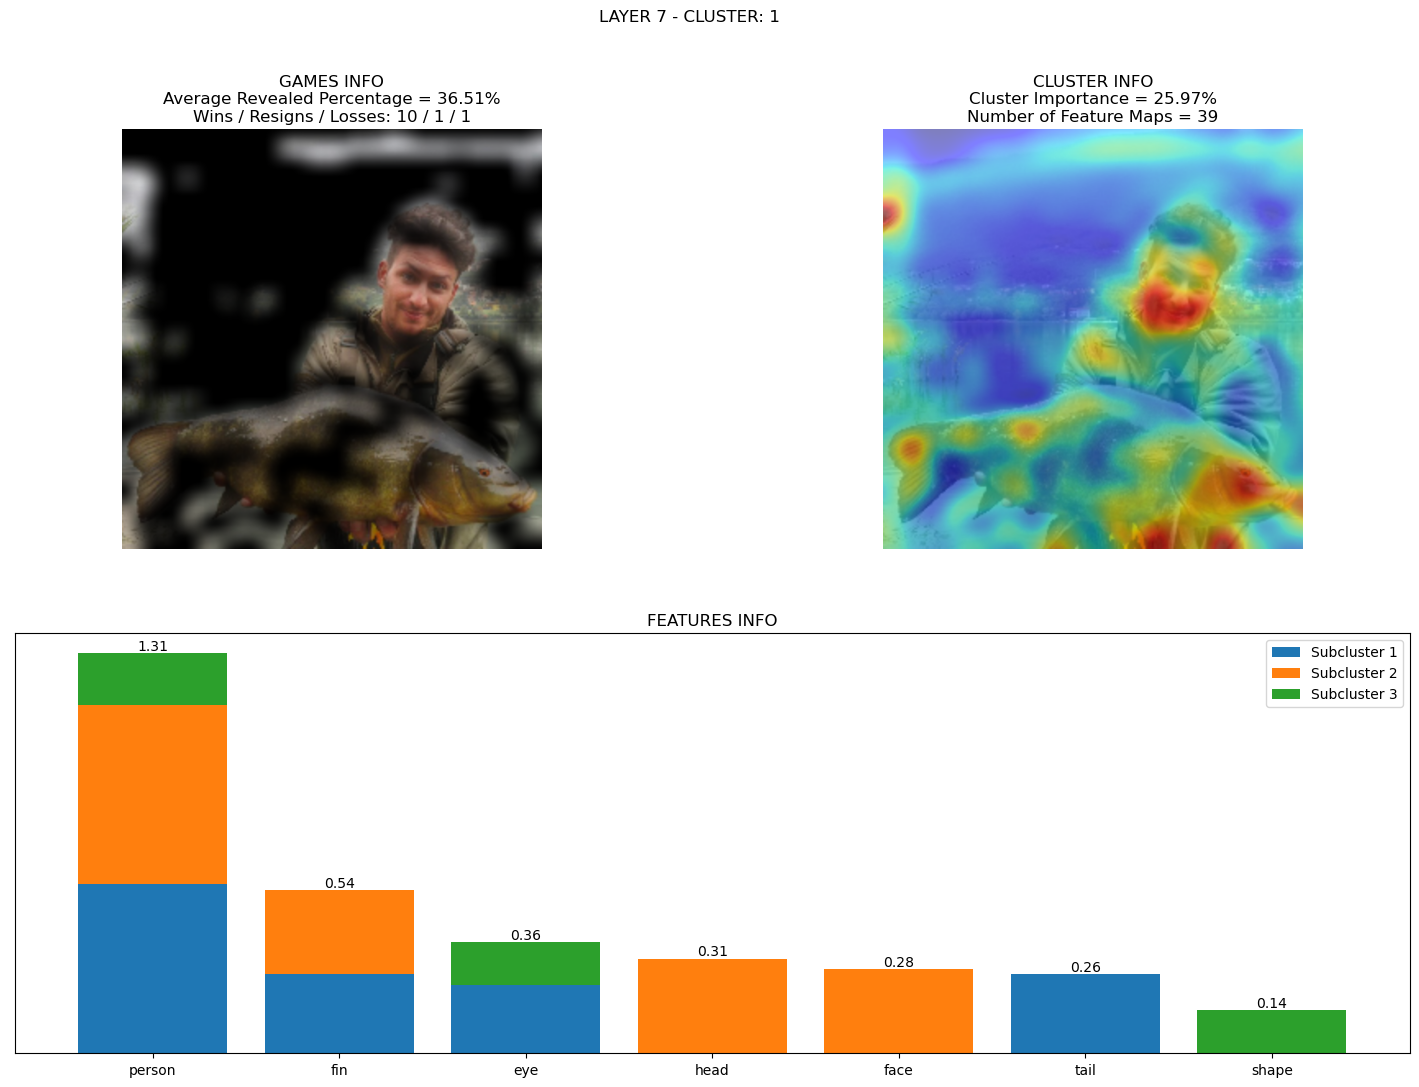 LAYER 7 - CLUSTER: 1
GAMES INFO
Average Revealed Percentage = 36.51%
Wins / Resigns / Losses: 10 / 1 / 1
CLUSTER INFO
Cluster Importance = 25.97%
Number of Feature Maps = 39
FEATURES INFO
Subcluster 1
Subcluster 2
Subcluster 3
1.31
0.54
0.36
0.31
0.28
0.26
0.14
person
fin
eye
head
face
tail
shape